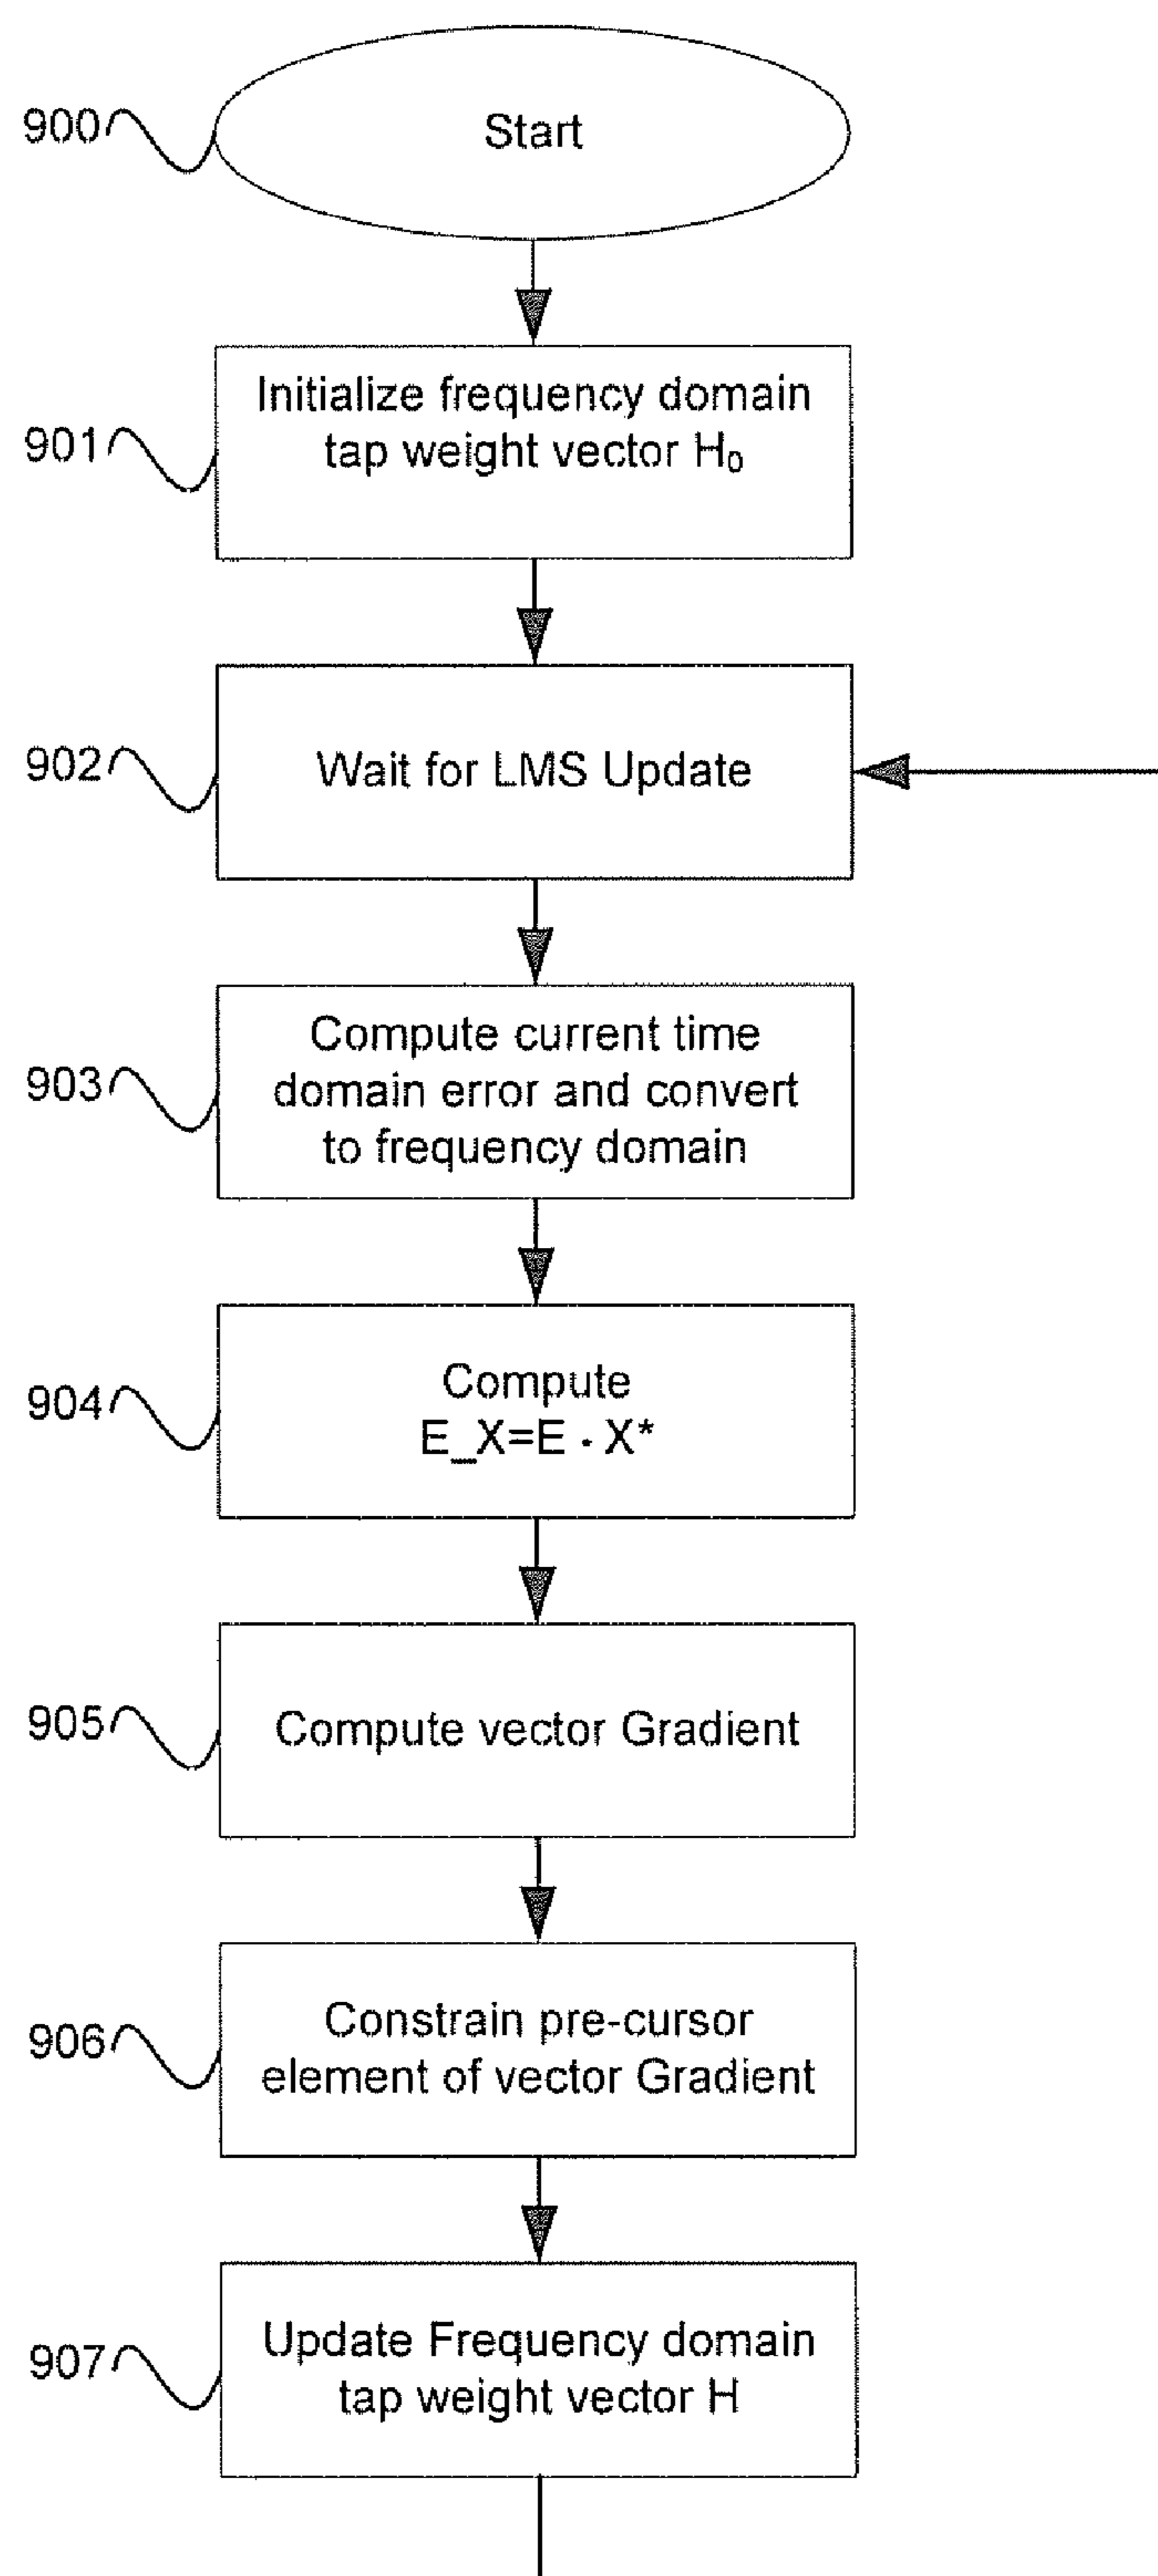 900
Start
901
Initialize frequency domain
tap weight vector H₀
902
Wait for LMS Update
903
Compute current time
domain error and convert
to frequency domain
904
Compute
E_X=E · X*
905
Compute vector Gradient
906
Constrain pre-cursor
element of vector Gradient
907
Update Frequency domain
tap weight vector H